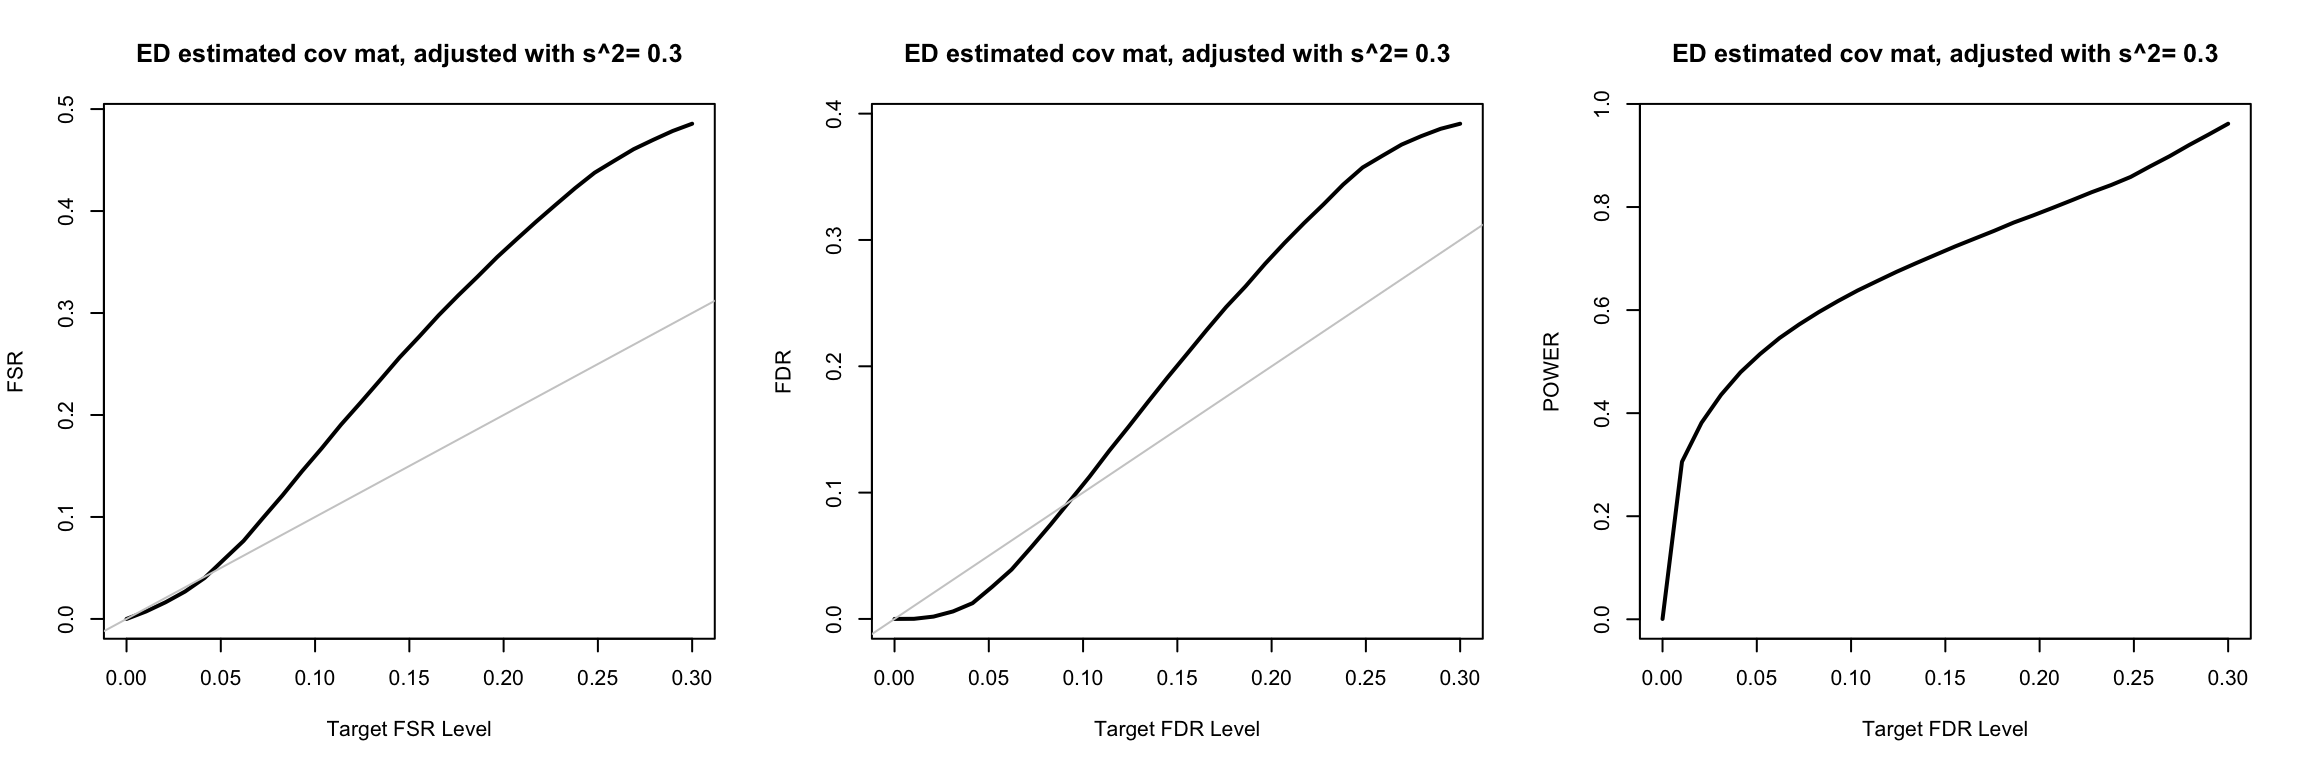 ED estimated cov mat, adjusted with s^2= 0.3
FSR
0.5
0.4
0.3
0.2
0.1
0.0
0.00 0.05 0.10 0.15 0.20 0.25 0.30
Target FSR Level
ED estimated cov mat, adjusted with s^2= 0.3
FDR
0.4
0.3
0.2
0.1
0.0
0.00 0.05 0.10 0.15 0.20 0.25 0.30
Target FDR Level
ED estimated cov mat, adjusted with s^2= 0.3
POWER
1.0
0.8
0.6
0.4
0.2
0.0
0.00 0.05 0.10 0.15 0.20 0.25 0.30
Target FDR Level